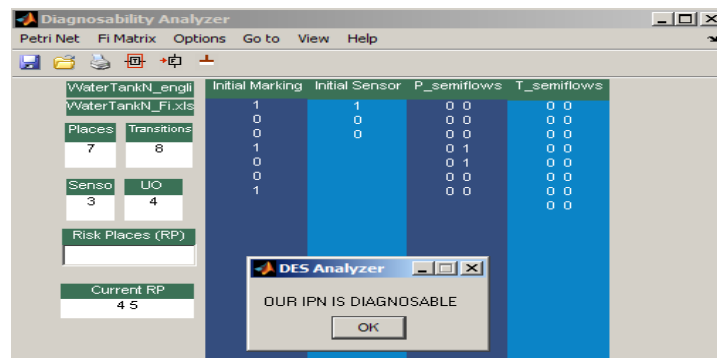 Diagnosability Analyzer
Petri Net Fi Matrix Options Go to View Help
WaterTankN_engli
WaterTankN_Fi.xls
Places Transitions
7 8
Senso UO
3 4
Risk Places (RP)
Current RP
4 5
Initial Marking Initial Sensor P_semiflows T_semiflows
1 1 0 0 0 0
0 0 0 0 0 0
0 0 0 0 0 0
1 0 1 0 0
0 0 1 0 0
0 0 0 0 0
1 0 0 0 0
0 0
DES Analyzer
OUR IPN IS DIAGNOSABLE
OK